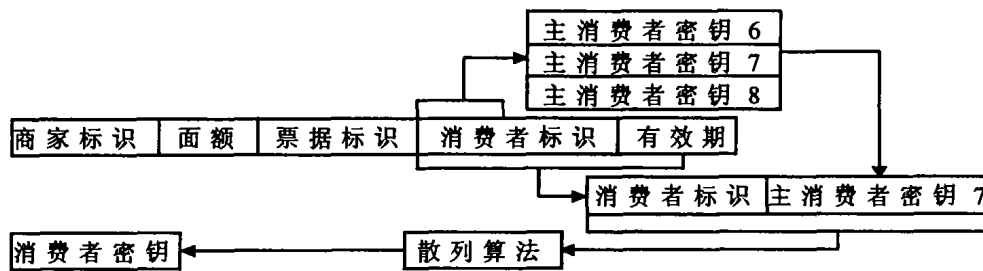 主消费者密钥 6
主消费者密钥 7
主消费者密钥 8
商家标识 面额 票据标识 消费者标识 有效期
消费者标识 主消费者密钥 7
消费者密钥 散列算法